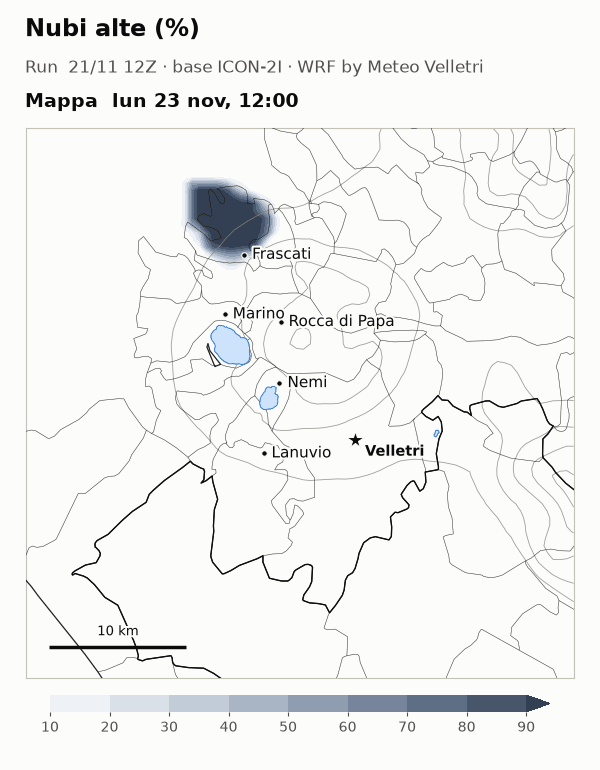 Nubi alte (%)
Run 21/11 12Z · base ICON-2I · WRF by Meteo Velletri
Mappa lun 23 nov, 12:00
Frascati
Marino
Rocca di Papa
Nemi
Velletri
Lanuvio
10 km
10 20 30 40 50 60 70 80 90